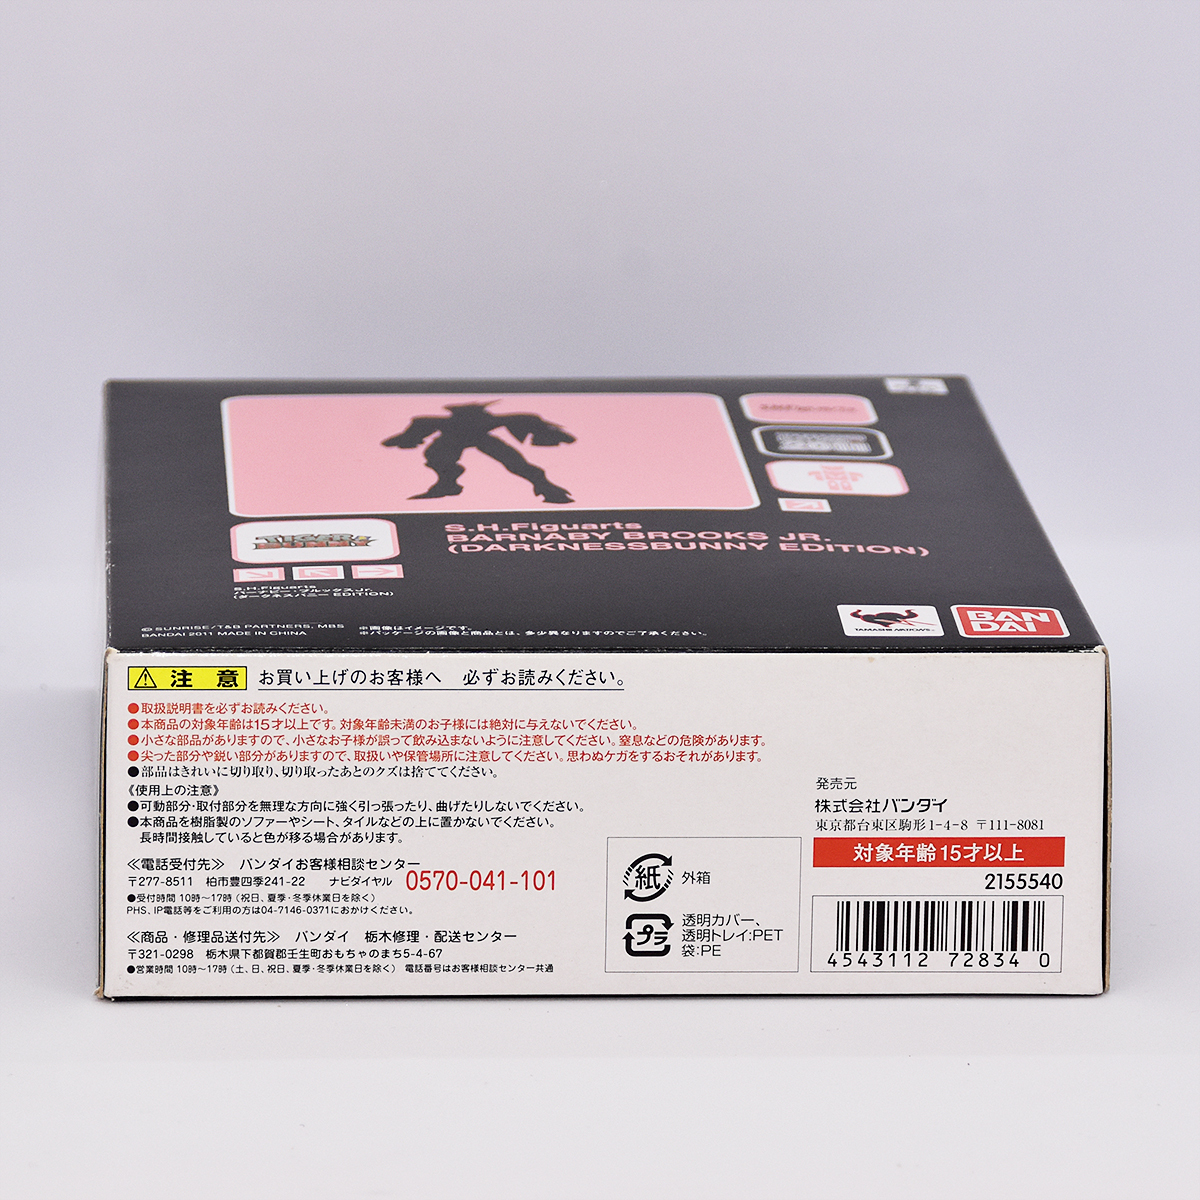 S.H.Figuarts
BARNABY BROOKS JR.
(DARKNESSBUNNY EDITION)
TIGER
BUNNY
S.H.Figuarts
バーナビー・ブルックスJr.
(ダークネスバニー EDITION)
©SUNRISE/T&B PARTNERS, MBS
BANDAI 2011 MADE IN CHINA
※画像はイメージです。
※パッケージの画像と商品とは、多少異なりますのでご了承ください。
TAMASHII NATIONS
BAN
DAI
注 意
お買い上げのお客様へ 必ずお読みください。
●取扱説明書を必ずお読みください。
●本商品の対象年齢は15才以上です。対象年齢未満のお子様には絶対に与えないでください。
●小さな部品がありますので、小さなお子様が誤って飲み込まないように注意してください。窒息などの危険があります。
●尖った部分や鋭い部分がありますので、取扱いや保管場所に注意してください。思わぬケガをするおそれがあります。
●部品はきれいに切り取り、切り取ったあとのクズは捨ててください。
《使用上の注意》
●可動部分・取付部分を無理な方向に強く引っ張ったり、曲げたりしないでください。
●本商品を樹脂製のソファーやシート、タイルなどの上に置かないでください。
長時間接触していると色が移る場合があります。
≪電話受付先≫ バンダイお客様相談センター
〒277-8511 柏市豊四季241-22 ナビダイヤル 0570-041-101
●受付時間 10時〜17時 (祝日、夏季・冬季休業日を除く)
PHS、IP電話等をご利用の方は04-7146-0371におかけください。
≪商品・修理品送付先≫ バンダイ 栃木修理・配送センター
〒321-0298 栃木県下都賀郡壬生町おもちゃのまち5-4-67
●営業時間 10時〜17時 (土、日、祝日、夏季・冬季休業日を除く) 電話番号はお客様相談センター共通
紙 外箱
プラ 透明カバー、
透明トレイ:PET
袋:PE
発売元
株式会社バンダイ
東京都台東区駒形1-4-8 〒111-8081
対象年齢15才以上
2155540
4543112 72834 0